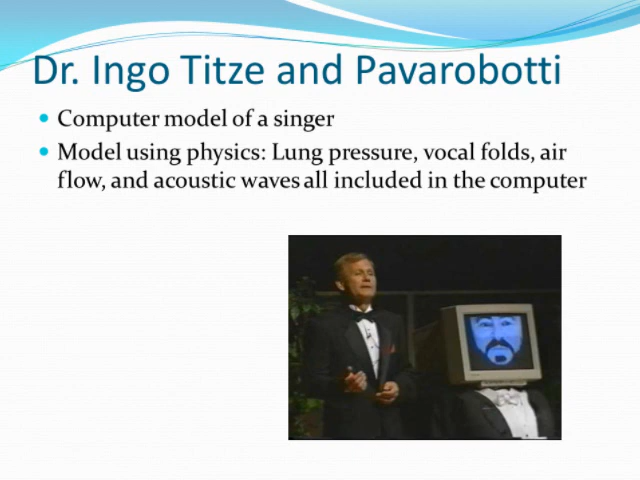 Dr. Ingo Titze and Pavarobotti
Computer model of a singer
Model using physics: Lung pressure, vocal folds, air
flow, and acoustic waves all included in the computer